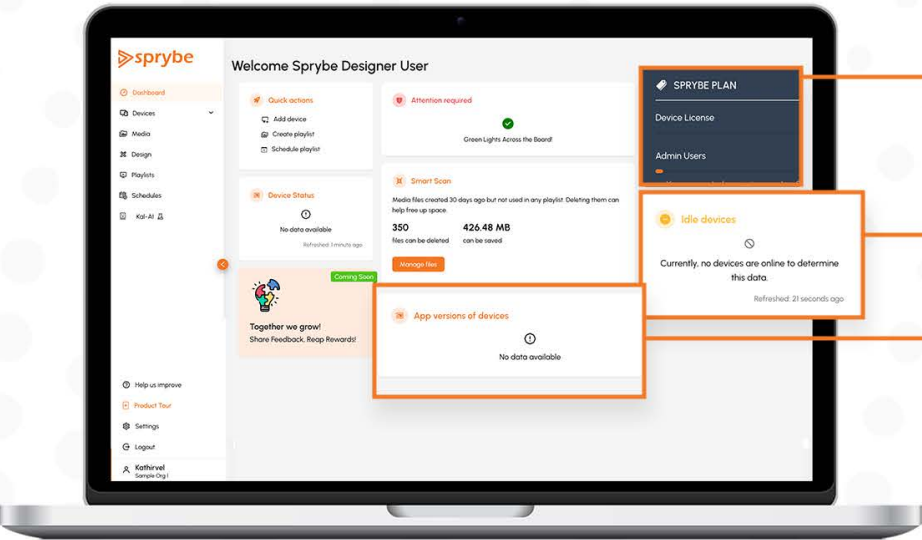 sprybe
Dashboard
Devices
Media
Design
Playlists
Schedules
Kal-AI
Help us improve
Product Tour
Settings
Logout
Kathirvel
Sample Org 1
Welcome Sprybe Designer User
Quick actions
Add device
Create playlist
Schedule playlist
Attention required
Green Lights Across the Board!
Device Status
No data available
Refreshed: 1 minute ago
Smart Scan
Media files created 30 days ago but not used in any playlist. Deleting them can
help free up space.
350
426.48 MB
files can be deleted
can be saved
Manage files
Coming Soon
Together we grow!
Share Feedback, Reap Rewards!
App versions of devices
No data available
SPRYBE PLAN
Device License
Admin Users
Idle devices
Currently, no devices are online to determine
this data.
Refreshed: 21 seconds ago